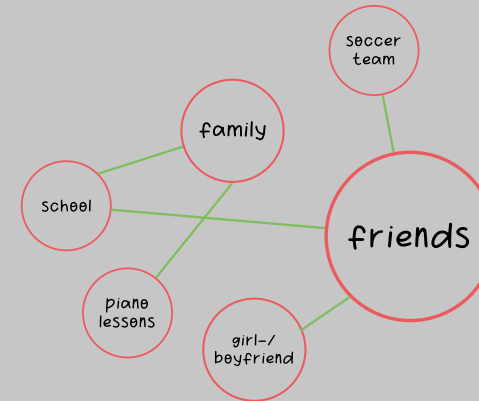 soccer
team
family
school
friends
piano
lessons
girl-/
boyfriend